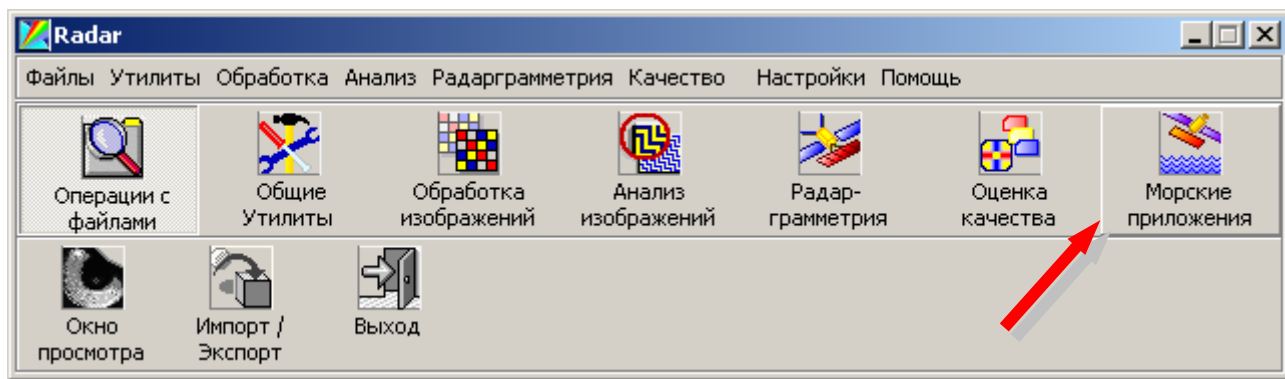 Radar
Файлы Утилиты Обработка Анализ Радарграмметрия Качество Настройки Помощь
Операции с
файлами
Общие
Утилиты
Обработка
изображений
Анализ
изображений
Радар-
грамметрия
Оценка
качества
Морские
приложения
Окно
просмотра
Импорт /
Экспорт
Выход